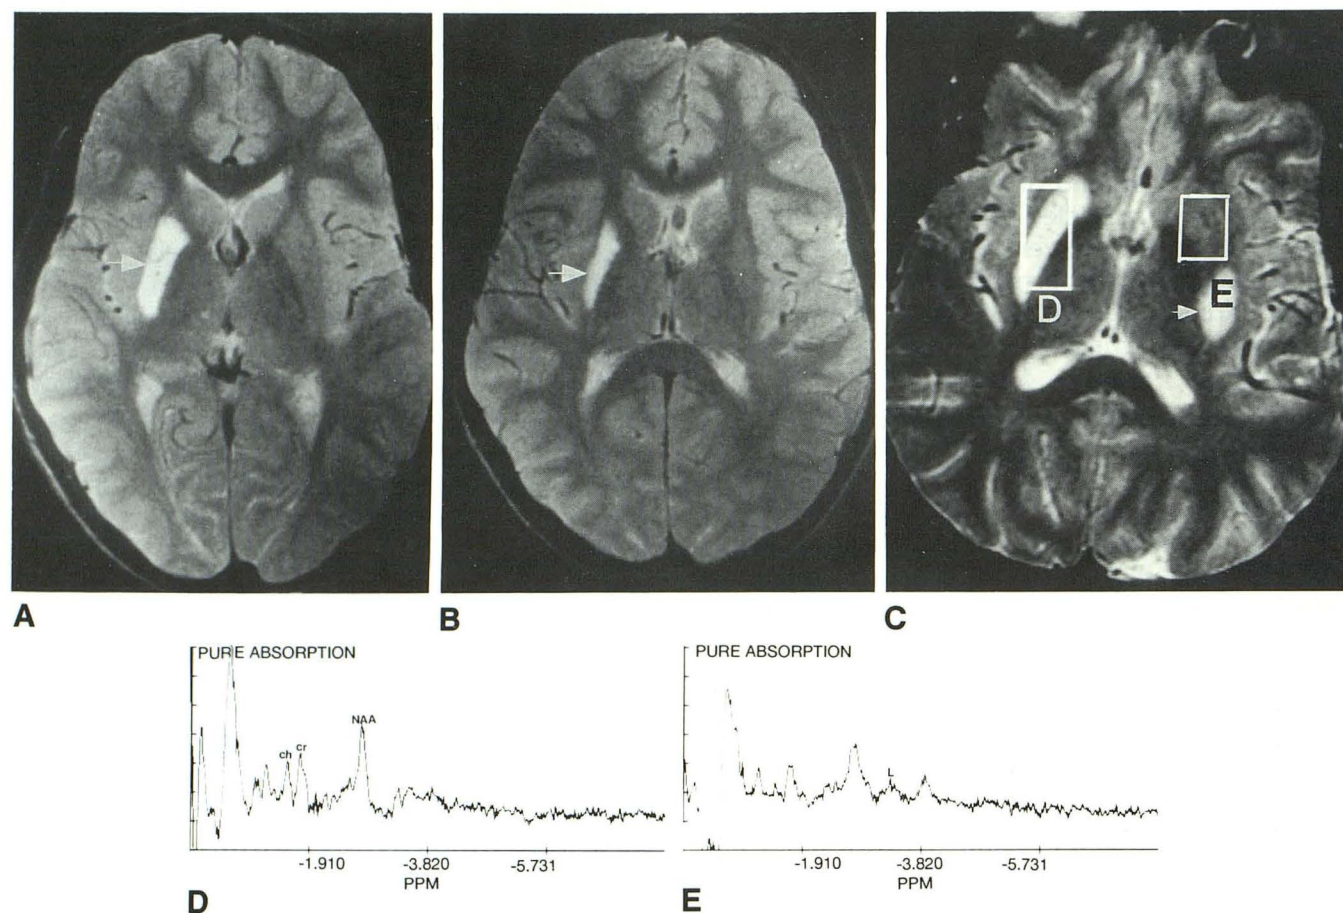 D
E
A
B
C
PURE ABSORPTION
ch
cr
NAA
-1.910
-3.820
-5.731
PPM
D
PURE ABSORPTION
L
-1.910
-3.820
-5.731
PPM
E